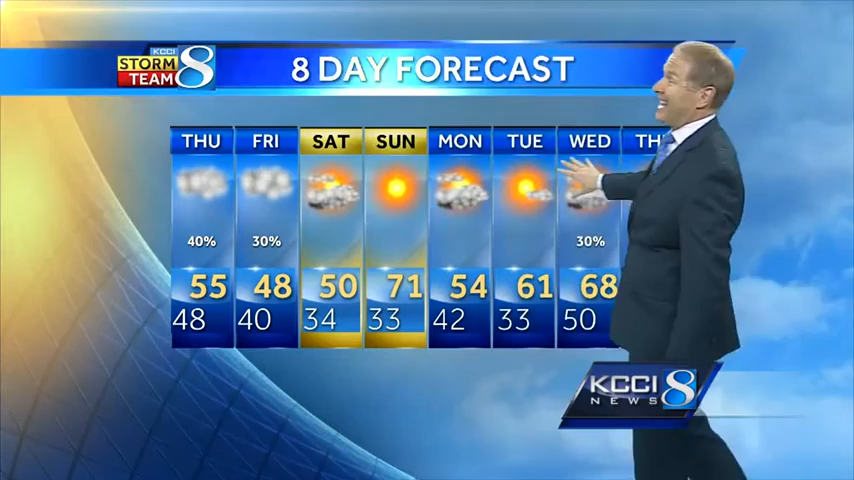 KCCI
STORM
TEAM 8
8 DAY FORECAST
THU FRI SAT SUN MON TUE WED TH
40% 30% 30%
55 48 50 71 54 61 68
48 40 34 33 42 33 50
KCCI 8
NEWS